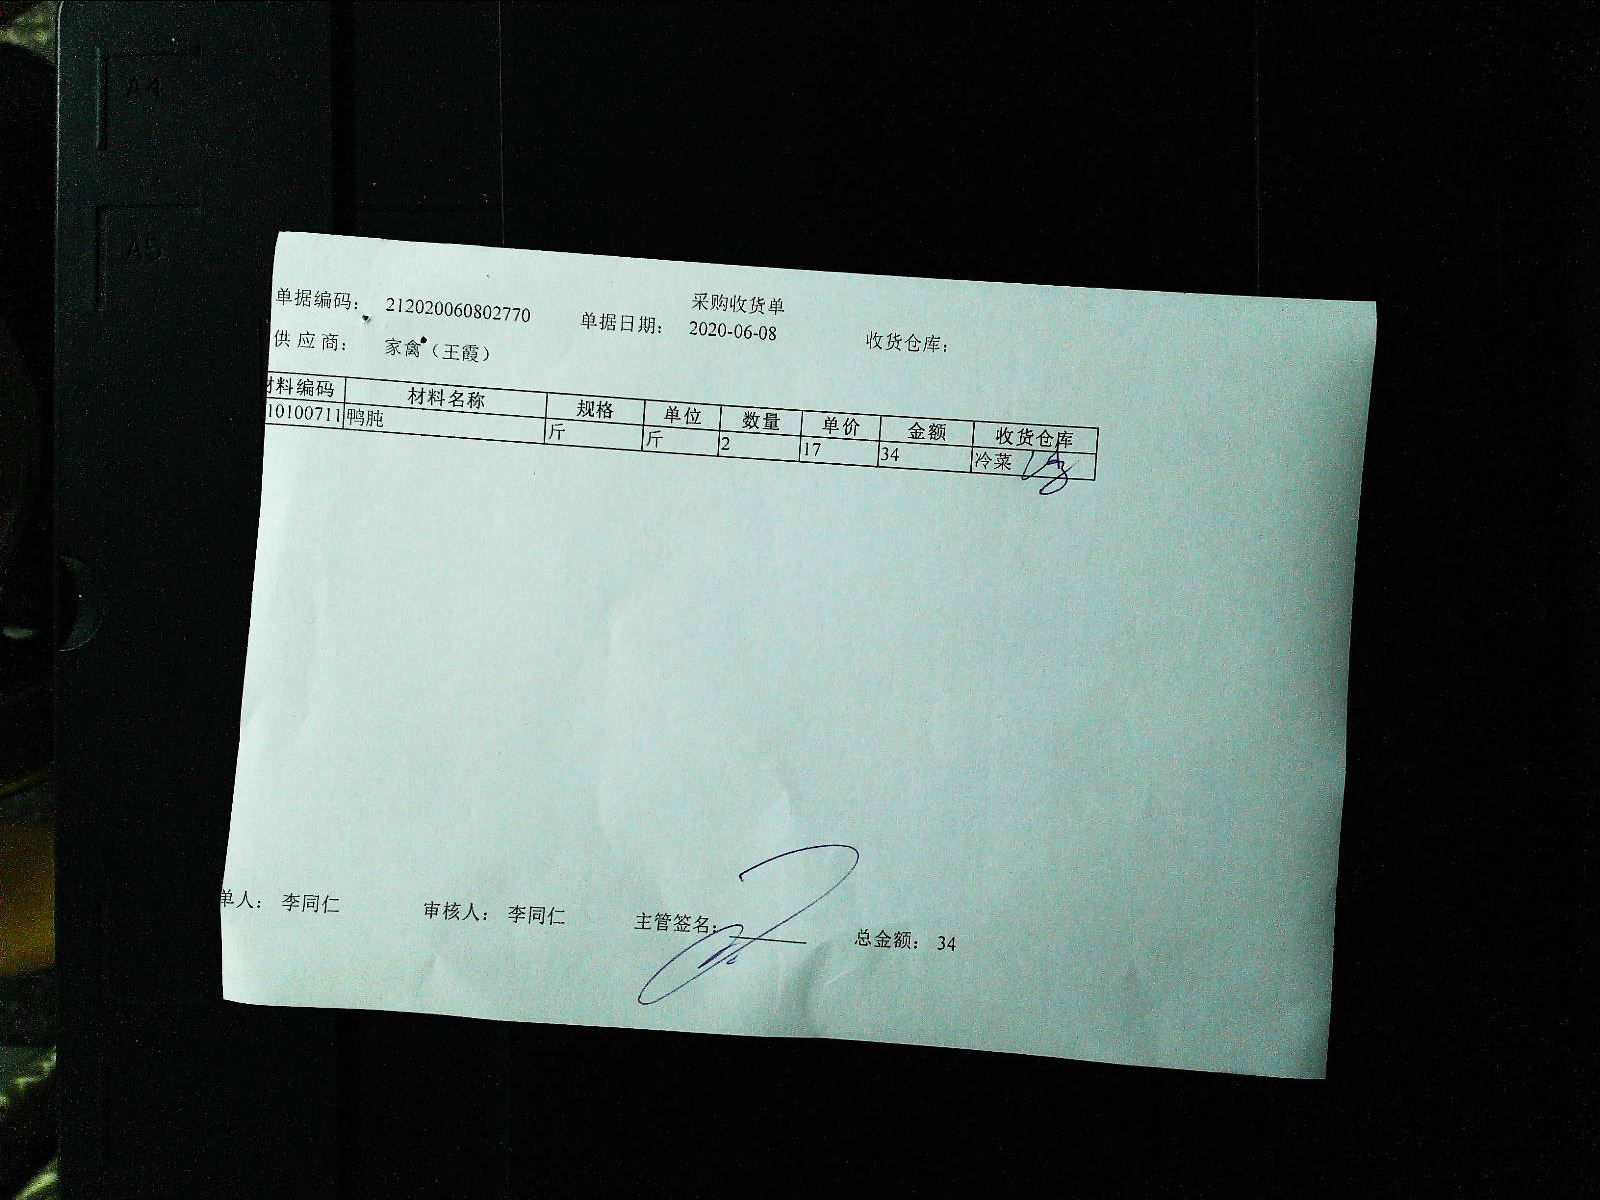 A4
A5
采购收货单
单据编码： 212020060802770 单据日期： 2020-06-08 收货仓库：
供应商： 家禽（王霞）
材料编码 材料名称 规格 单位 数量 单价 金额 收货仓库
10100711 鸭肫 斤 斤 2 17 34 冷菜
单人： 李同仁 审核人： 李同仁 主管签名： 总金额： 34